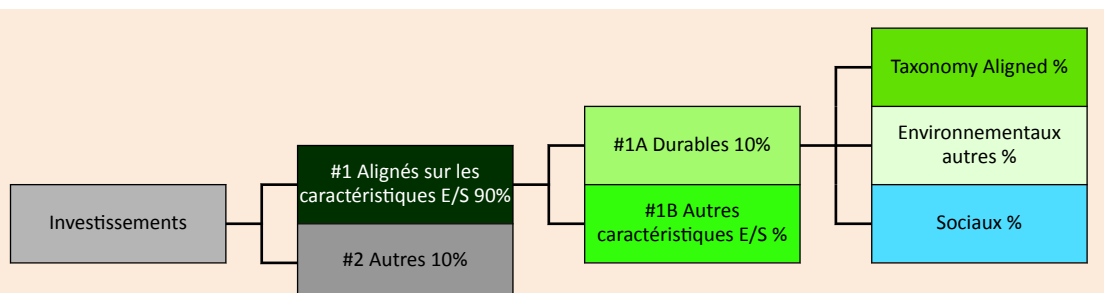 Investissements
#1 Alignés sur les
caractéristiques E/S 90%
#2 Autres 10%
#1A Durables 10%
#1B Autres
caractéristiques E/S %
Taxonomy Aligned %
Environnementaux
autres %
Sociaux %